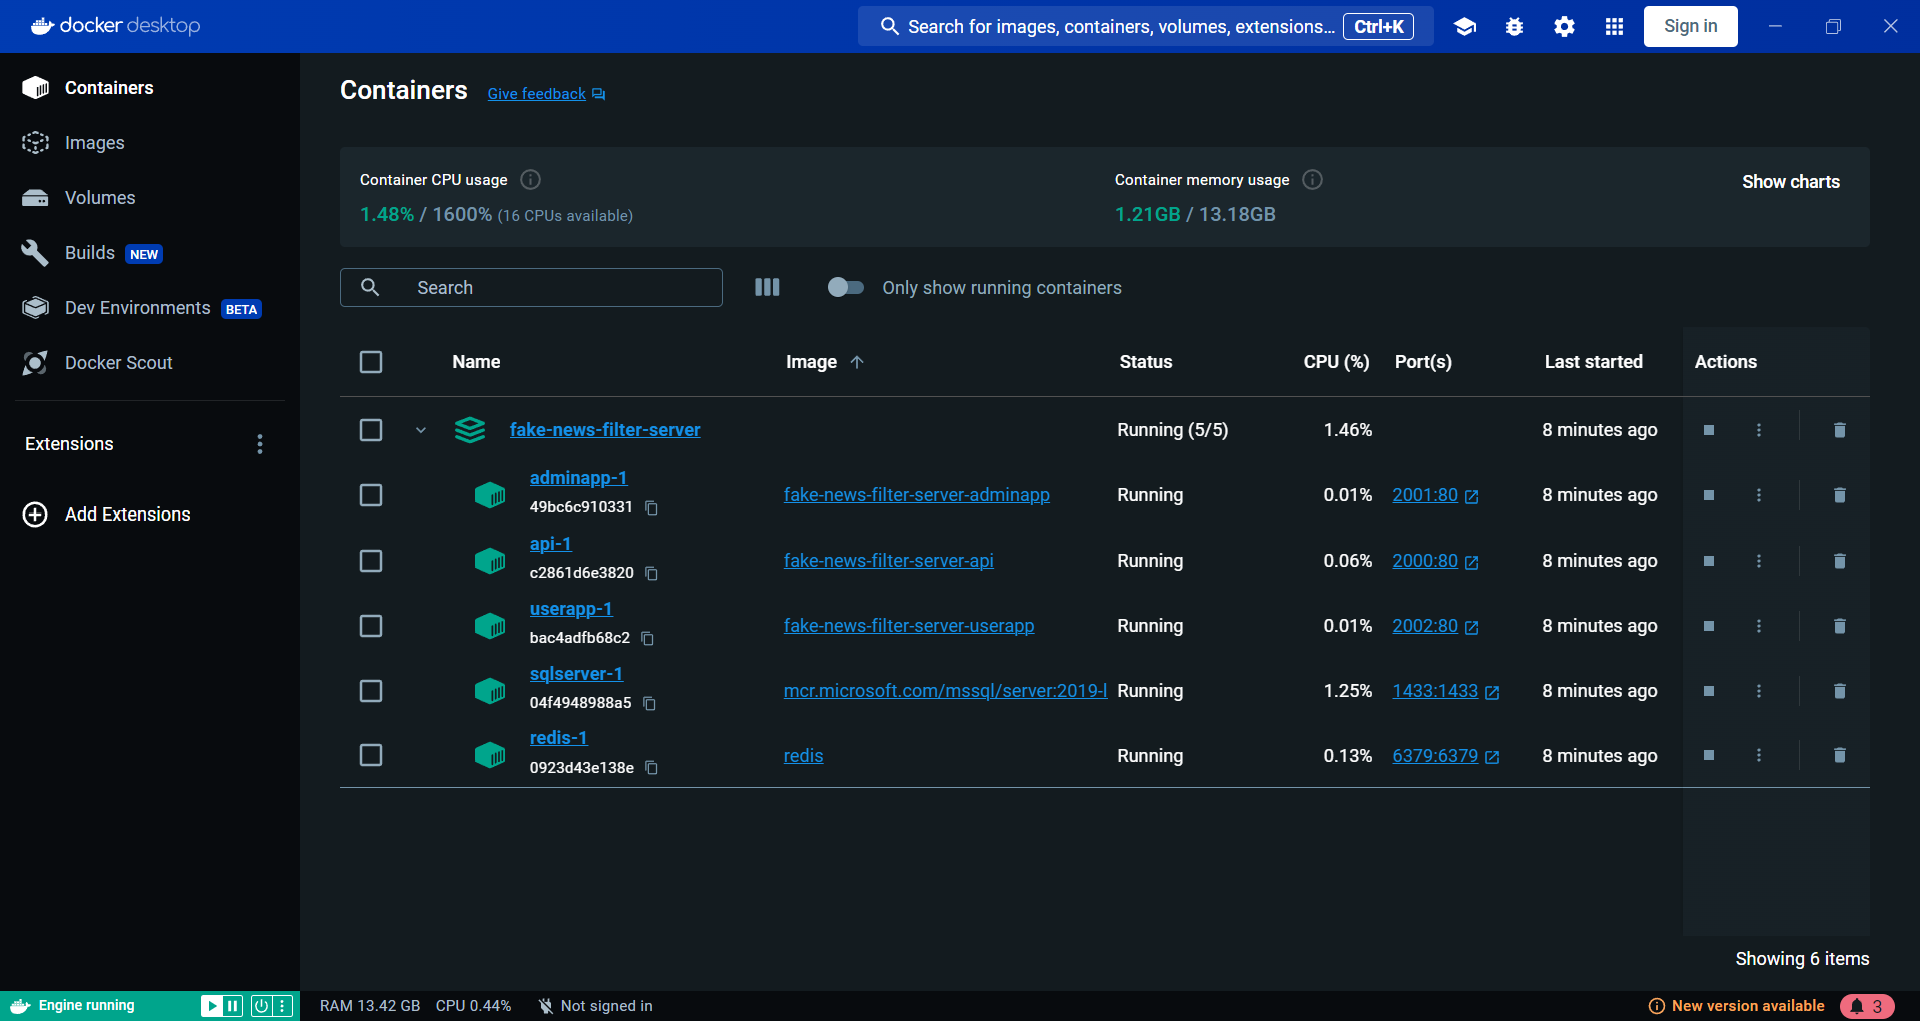 docker desktop
Search for images, containers, volumes, extensions... Ctrl+K
Sign in
Containers
Images
Volumes
Builds NEW
Dev Environments BETA
Docker Scout
Extensions
Add Extensions
Containers Give feedback
Container CPU usage
1.48% / 1600% (16 CPUs available)
Container memory usage
1.21GB / 13.18GB
Show charts
Search
Only show running containers
Name Image Status CPU (%) Port(s) Last started Actions
fake-news-filter-server Running (5/5) 1.46% 8 minutes ago
adminapp-1
49bc6c910331
fake-news-filter-server-adminapp Running 0.01% 2001:80 8 minutes ago
api-1
c2861d6e3820
fake-news-filter-server-api Running 0.06% 2000:80 8 minutes ago
userapp-1
bac4adfb68c2
fake-news-filter-server-userapp Running 0.01% 2002:80 8 minutes ago
sqlserver-1
04f4948988a5
mcr.microsoft.com/mssql/server:2019-l Running 1.25% 1433:1433 8 minutes ago
redis-1
0923d43e138e
redis Running 0.13% 6379:6379 8 minutes ago
Showing 6 items
Engine running
RAM 13.42 GB CPU 0.44% Not signed in
New version available 3